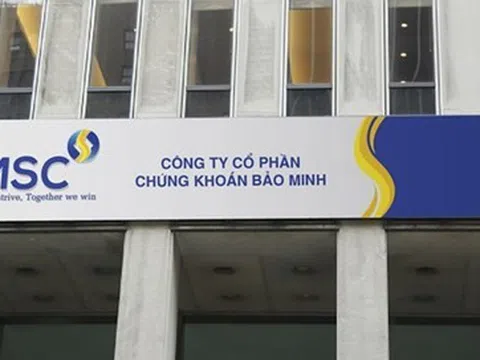 MSC
strive, Together we win
CÔNG TY CỔ PHẦN
CHỨNG KHOÁN BẢO MINH